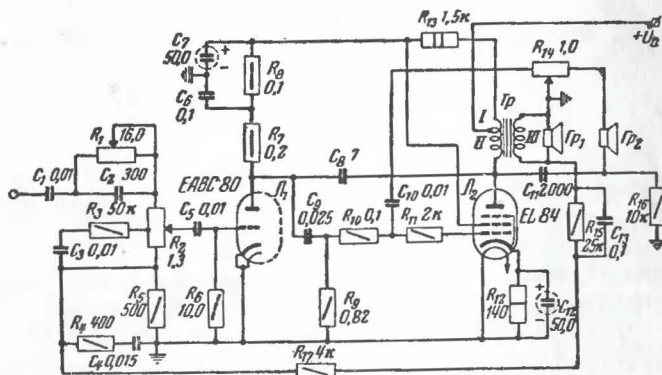 R13 1,5к
+Ua
C7
50,0
+
−
R8
0,1
R14 1,0
C6
0,1
Тр
I
II
III
Гр1
Гр2
R1 16,0
R7
0,2
C8 7
C1 0,01
C2 300
EABC 80
Л1
C9
0,025
C10 0,01
Л2
C11 2000
R3 50к
C5 0,01
R10 0,1
R11 2к
EL 84
R16
10к
C3 0,01
R2
1,3
R15
25к
C13
0,1
R5
500
R6
10,0
R9
0,82
R12
140
+
−
C12
50,0
R4 400
C4 0,015
R17 4к